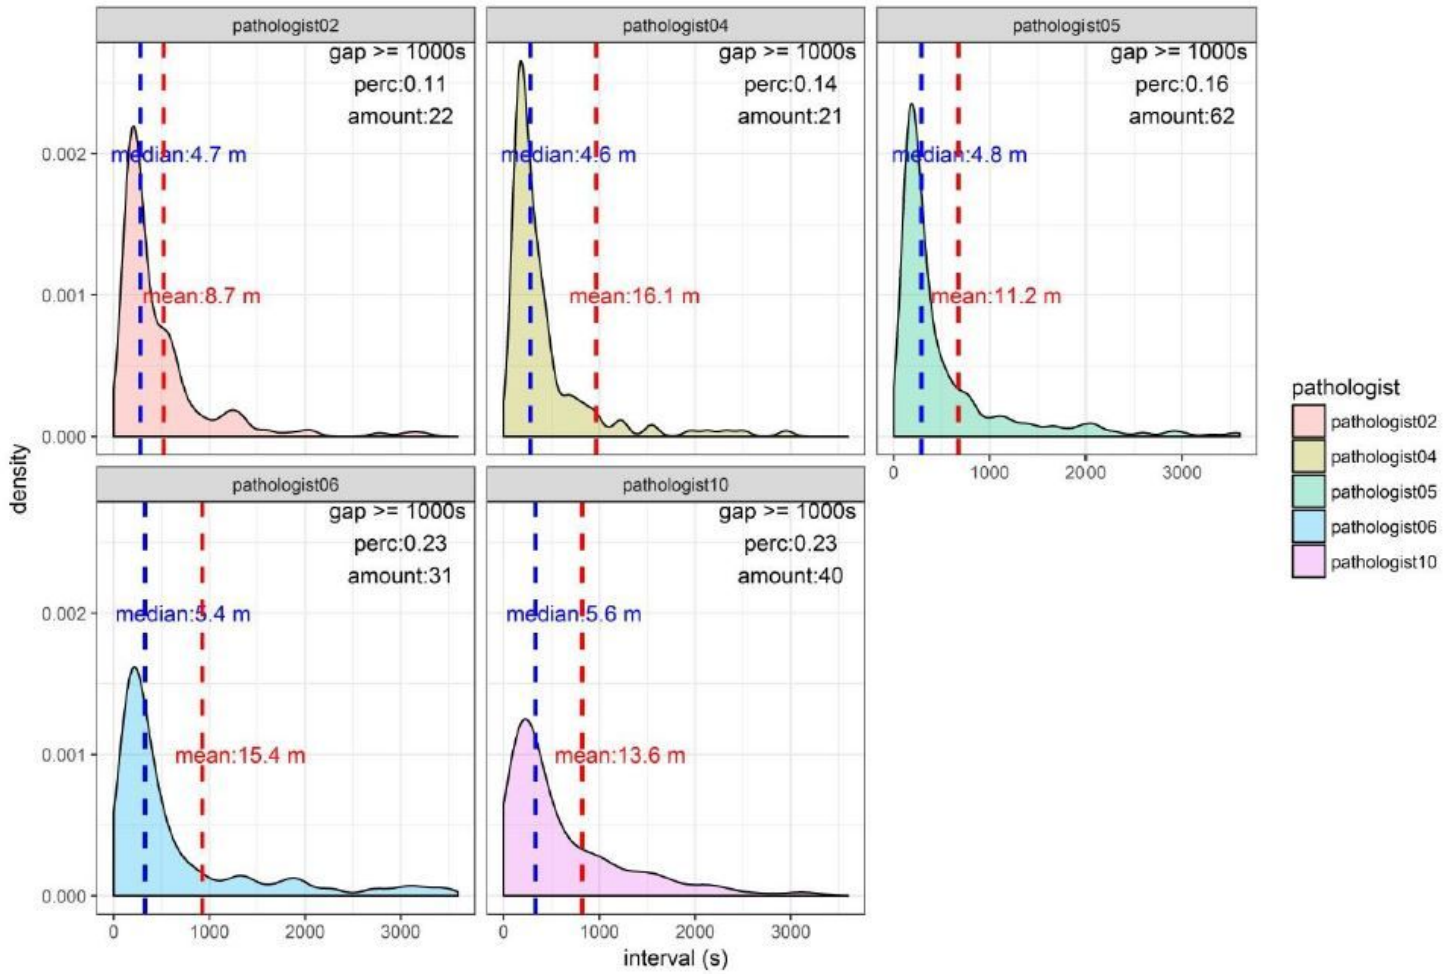 pathologist02
gap >= 1000s
perc:0.11
amount:22
median:4.7 m
mean:8.7 m
pathologist04
gap >= 1000s
perc:0.14
amount:21
median:4.6 m
mean:16.1 m
pathologist05
gap >= 1000s
perc:0.16
amount:62
median:4.8 m
mean:11.2 m
0.002
0.001
0.000
0 1000 2000 3000
pathologist06
gap >= 1000s
perc:0.23
amount:31
median:5.4 m
mean:15.4 m
pathologist10
gap >= 1000s
perc:0.23
amount:40
median:5.6 m
mean:13.6 m
0.002
0.001
0.000
0 1000 2000 3000
0 1000 2000 3000
density
interval (s)
pathologist
pathologist02
pathologist04
pathologist05
pathologist06
pathologist10